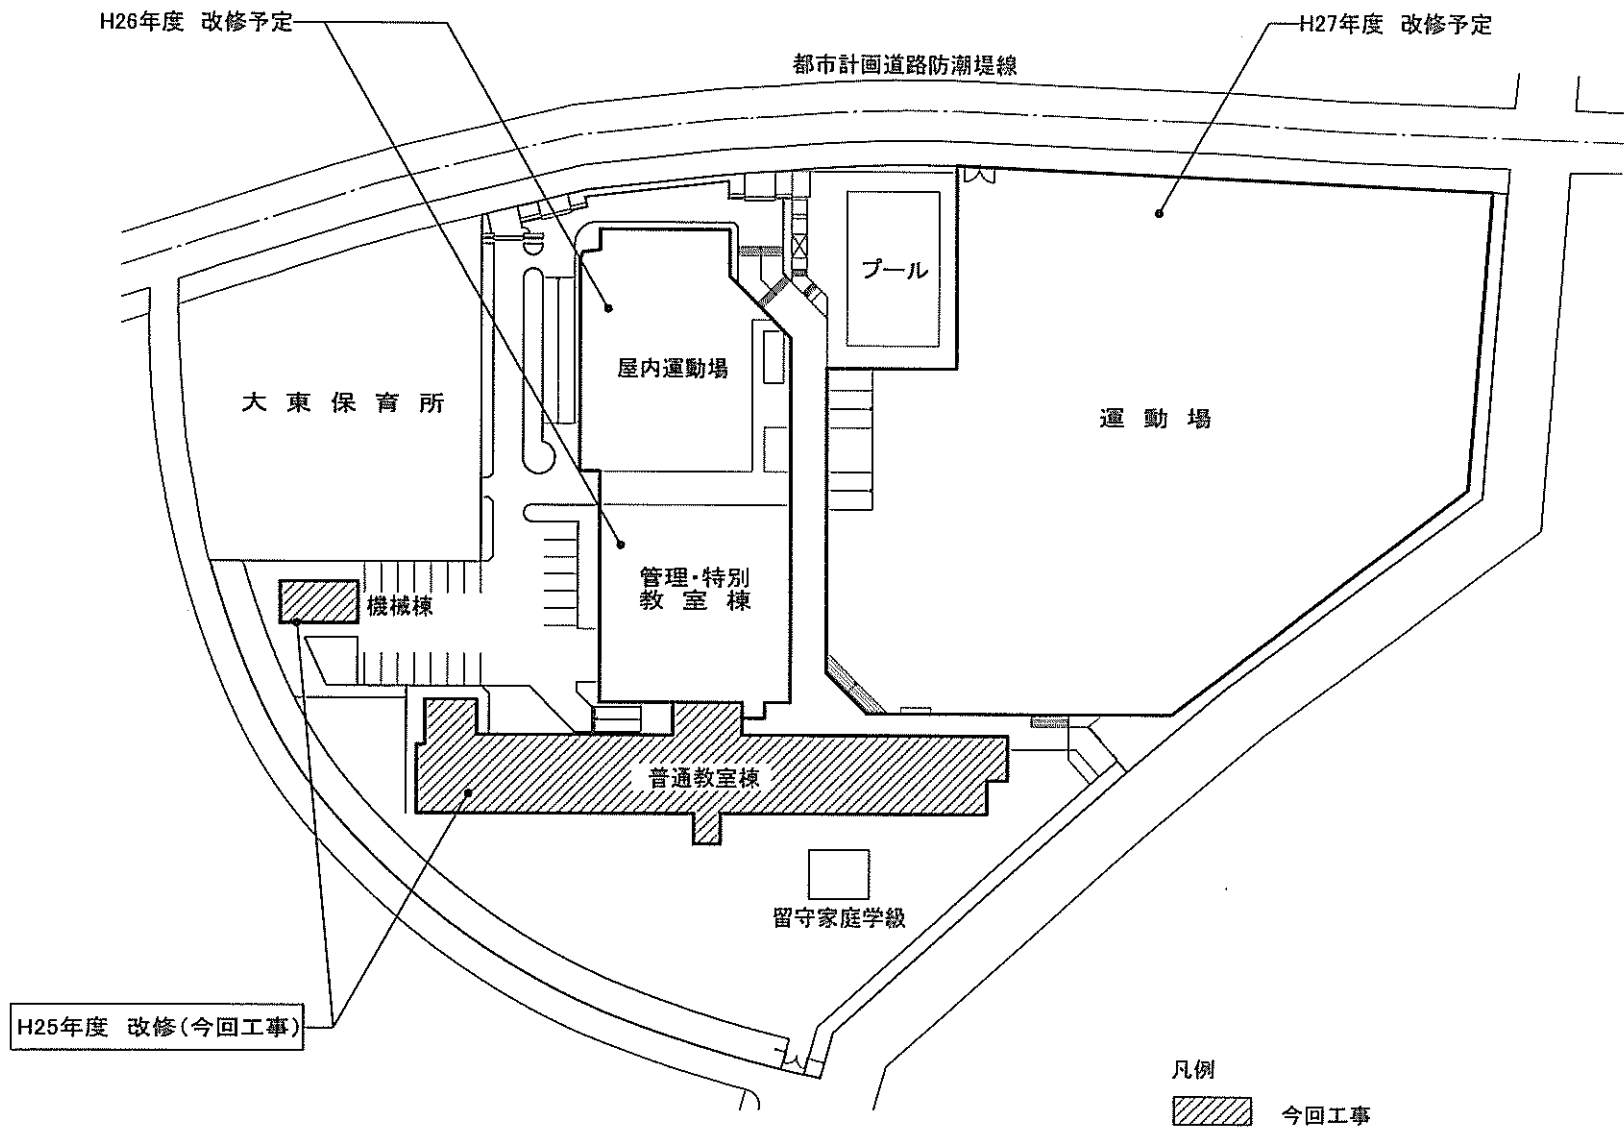 H26年度 改修予定
H27年度 改修予定
都市計画道路防潮堤線
プール
屋内運動場
大東保育所
運動場
管理・特別
教室棟
機械棟
普通教室棟
留守家庭学級
H25年度 改修(今回工事)
凡例
今回工事